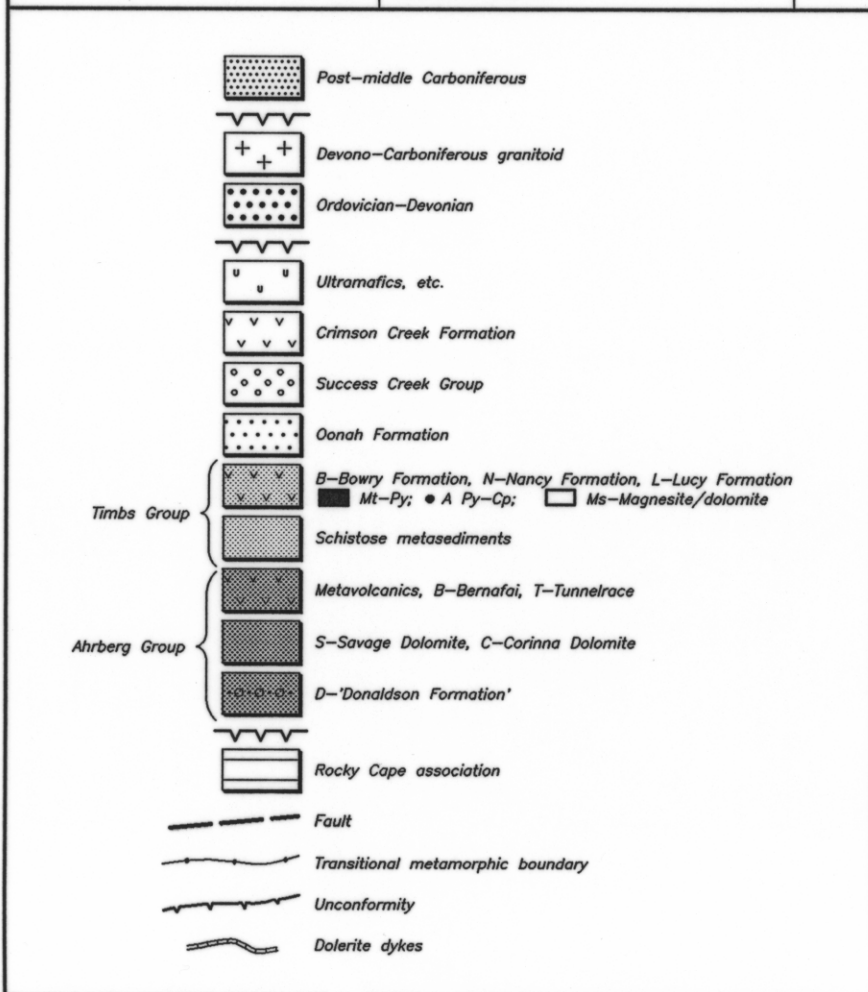 Post-middle Carboniferous
Devono-Carboniferous granitoid
Ordovician-Devonian
Ultramafics, etc.
Crimson Creek Formation
Success Creek Group
Oonah Formation
Timbs Group
B-Bowry Formation, N-Nancy Formation, L-Lucy Formation
Mt-Py; • A Py-Cp; Ms-Magnesite/dolomite
Schistose metasediments
Ahrberg Group
Metavolcanics, B-Bernafai, T-Tunnelrace
S-Savage Dolomite, C-Corinna Dolomite
D-'Donaldson Formation'
Rocky Cape association
Fault
Transitional metamorphic boundary
Unconformity
Dolerite dykes